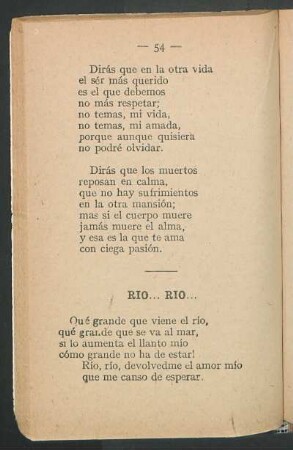 — 54 —
Dirás que en la otra vida
el sér más querido
es el que debemos
no más respetar;
no temas, mi vida,
no temas, mi amada,
porque aunque quisiera
no podré olvidar.
Dirás que los muertos
reposan en calma,
que no hay sufrimientos
en la otra mansión;
mas si el cuerpo muere
jamás muere el alma,
y esa es la que te ama
con ciega pasión.
RIO... RIO...
Qué grande que viene el río,
qué grande que se va al mar,
si lo aumenta el llanto mío
cómo grande no ha de estar!
Río, río, devolvedme el amor mío
que me canso de esperar.